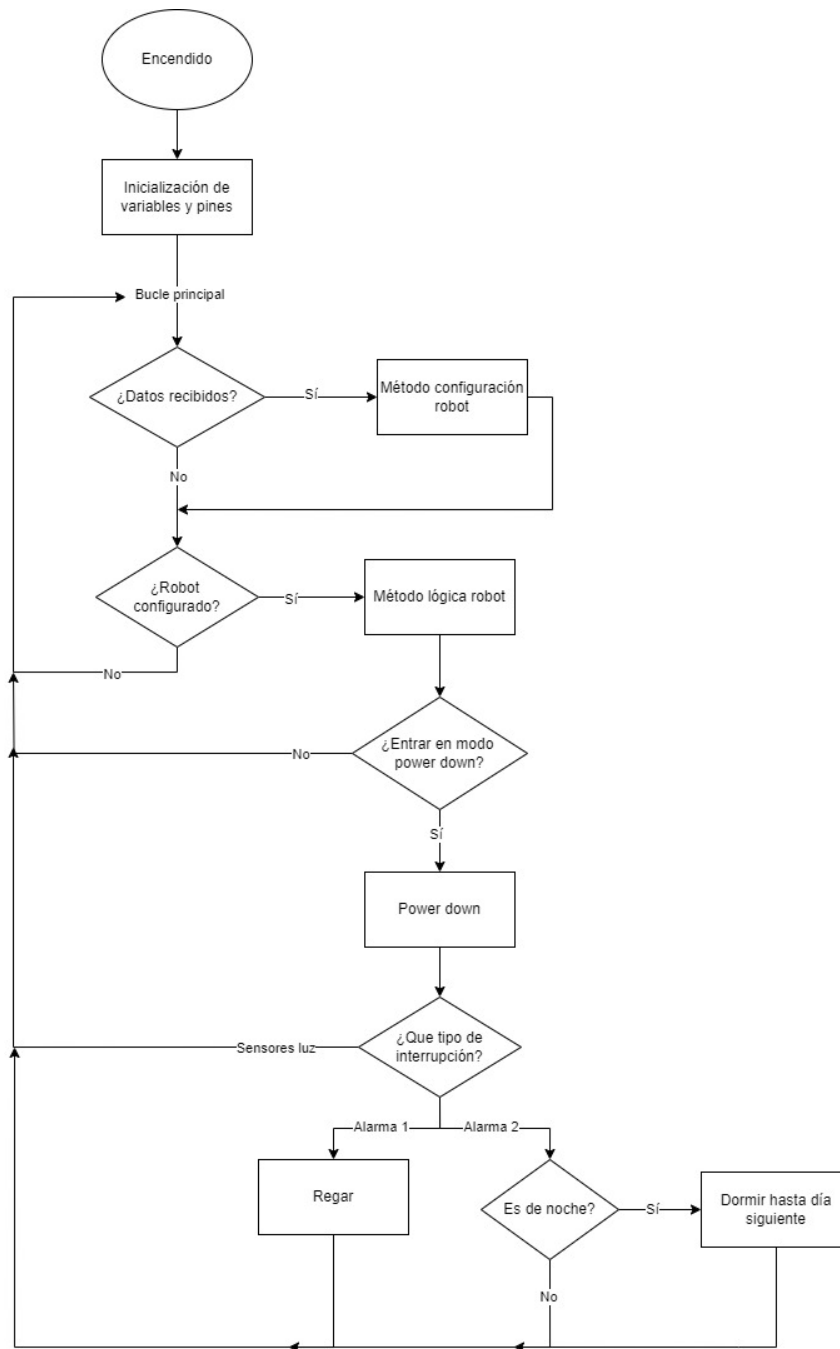 Encendido
Inicialización de
variables y pines
Bucle principal
¿Datos recibidos?
Sí
Método configuración
robot
No
¿Robot
configurado?
Sí
Método lógica robot
No
¿Entrar en modo
power down?
No
Sí
Power down
¿Que tipo de
interrupción?
Sensores luz
Alarma 1
Alarma 2
Regar
Es de noche?
Sí
Dormir hasta día
siguiente
No